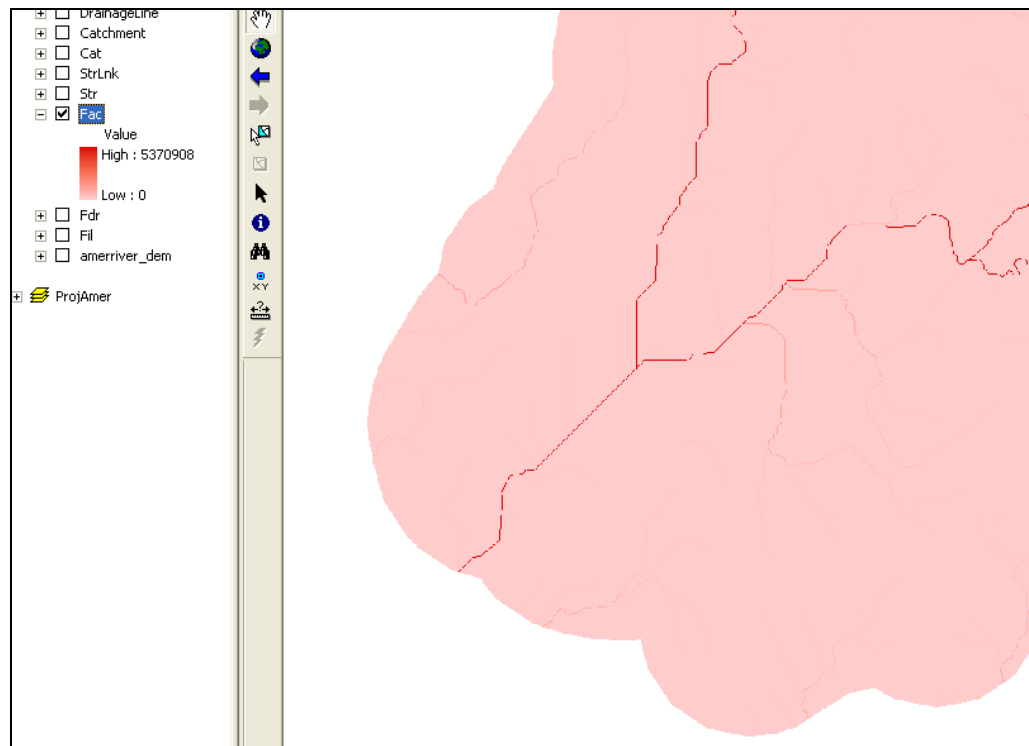 DrainageLine
Catchment
Cat
StrLnk
Str
Fac
Value
High : 5370908
Low : 0
Fdr
Fil
amerriver_dem
ProjAmer
XY